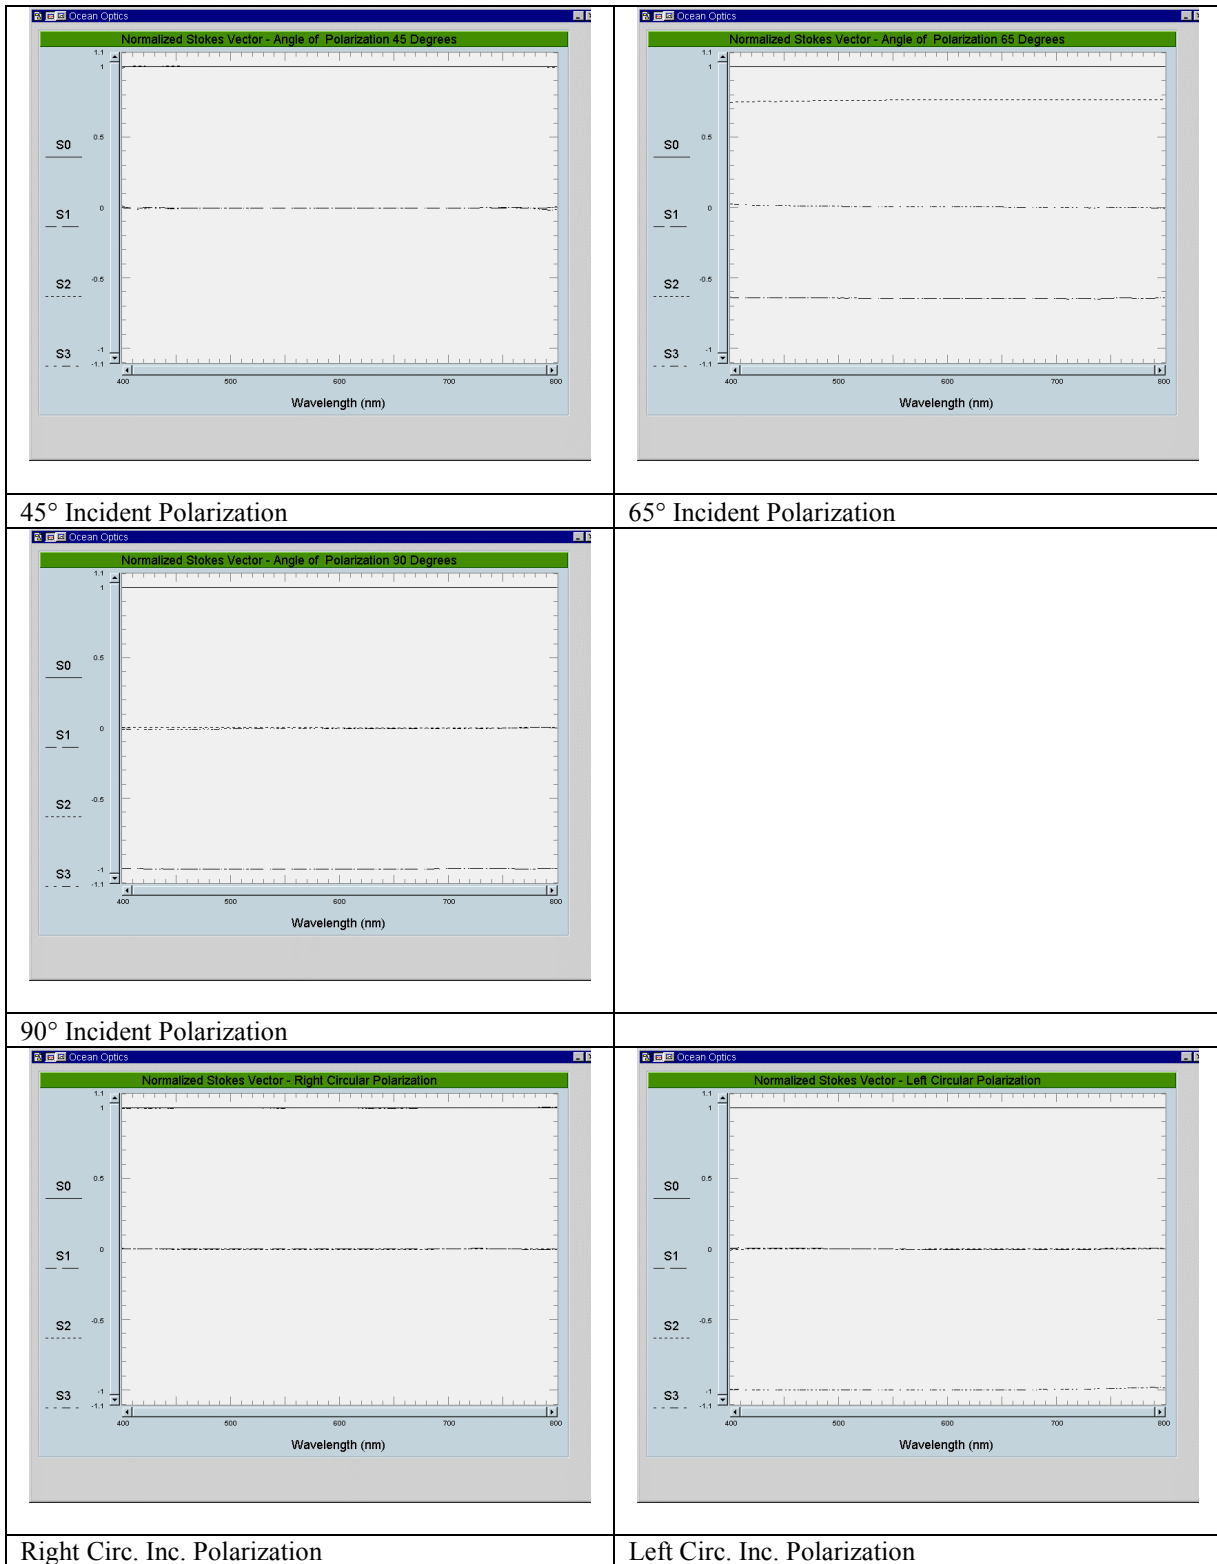 Ocean Optics
Normalized Stokes Vector - Angle of Polarization 45 Degrees
1.1
1
0.5
0
-0.5
-1
-1.1
S0
S1
S2
S3
400 500 600 700 800
Wavelength (nm)
Ocean Optics
Normalized Stokes Vector - Angle of Polarization 65 Degrees
1.1
1
0.5
0
-0.5
-1
-1.1
S0
S1
S2
S3
400 500 600 700 800
Wavelength (nm)
45° Incident Polarization
65° Incident Polarization
Ocean Optics
Normalized Stokes Vector - Angle of Polarization 90 Degrees
1.1
1
0.5
0
-0.5
-1
-1.1
S0
S1
S2
S3
400 500 600 700 800
Wavelength (nm)
90° Incident Polarization
Ocean Optics
Normalized Stokes Vector - Right Circular Polarization
1.1
1
0.5
0
-0.5
-1
-1.1
S0
S1
S2
S3
400 500 600 700 800
Wavelength (nm)
Ocean Optics
Normalized Stokes Vector - Left Circular Polarization
1.1
1
0.5
0
-0.5
-1
-1.1
S0
S1
S2
S3
400 500 600 700 800
Wavelength (nm)
Right Circ. Inc. Polarization
Left Circ. Inc. Polarization